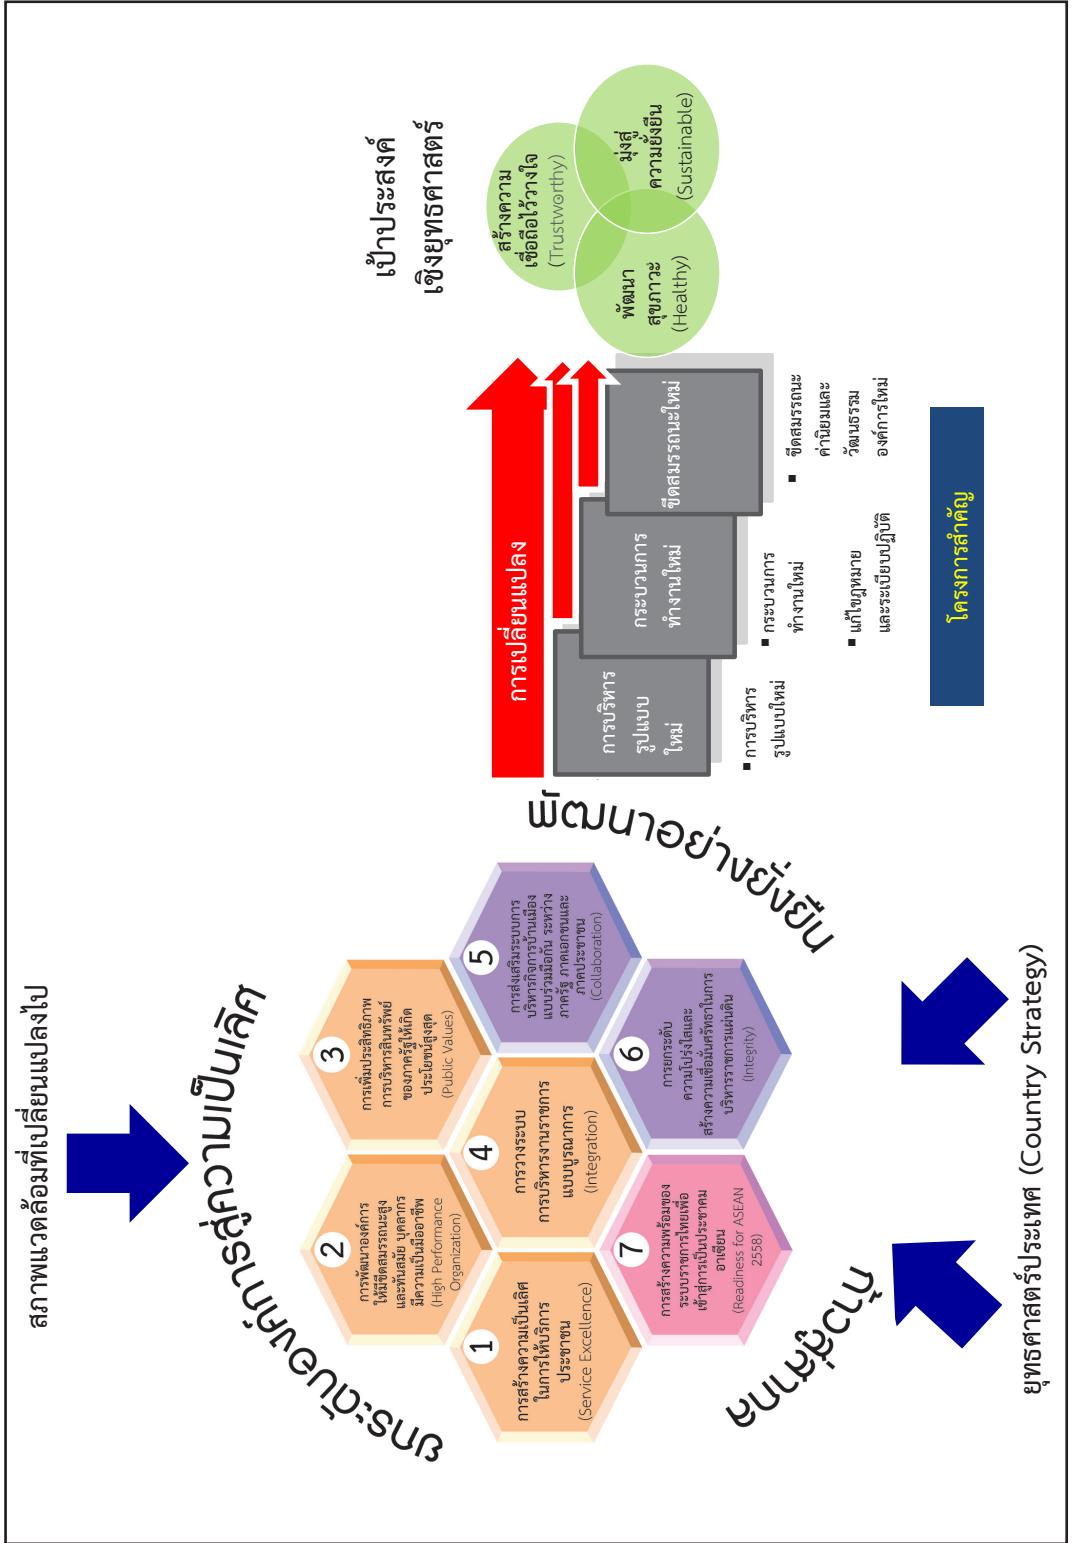 สภาพแวดล้อมที่เปลี่ยนแปลงไป
ยกระดับองค์การสู่ความเป็นเลิศ
2
การพัฒนาองค์การ
ให้มีขีดสมรรถนะสูง
และทันสมัย บุคลากร
มีความเป็นมืออาชีพ
(High Performance
Organization)
3
การเพิ่มประสิทธิภาพ
การบริหารสินทรัพย์
ของภาครัฐให้เกิด
ประโยชน์สูงสุด
(Public Values)
1
การสร้างความเป็นเลิศ
ในการให้บริการ
ประชาชน
(Service Excellence)
4
การวางระบบ
การบริหารงานราชการ
แบบบูรณาการ
(Integration)
5
การส่งเสริมระบบการ
บริหารกิจการบ้านเมือง
แบบร่วมมือกัน ระหว่าง
ภาครัฐ ภาคเอกชนและ
ภาคประชาชน
(Collaboration)
7
การสร้างความพร้อมของ
ระบบราชการไทยเพื่อ
เข้าสู่การเป็นประชาคม
อาเซียน
(Readiness for ASEAN
2558)
6
การยกระดับ
ความโปร่งใสและ
สร้างความเชื่อมั่นศรัทธาในการ
บริหารราชการแผ่นดิน
(Integrity)
ก้าวสู่สากล
พัฒนาอย่างยั่งยืน
ยุทธศาสตร์ประเทศ (Country Strategy)
การเปลี่ยนแปลง
การบริหาร
รูปแบบ
ใหม่
กระบวนการ
ทำงานใหม่
ขีดสมรรถนะใหม่
▪ การบริหาร
รูปแบบใหม่
▪ กระบวนการ
ทำงานใหม่
▪ แก้ไขกฎหมาย
และระเบียบปฏิบัติ
▪ ขีดสมรรถนะ
ค่านิยมและ
วัฒนธรรม
องค์การใหม่
โครงการสำคัญ
เป้าประสงค์
เชิงยุทธศาสตร์
สร้างความ
เชื่อถือไว้วางใจ
(Trustworthy)
พัฒนา
สุขภาวะ
(Healthy)
มุ่งสู่
ความยั่งยืน
(Sustainable)